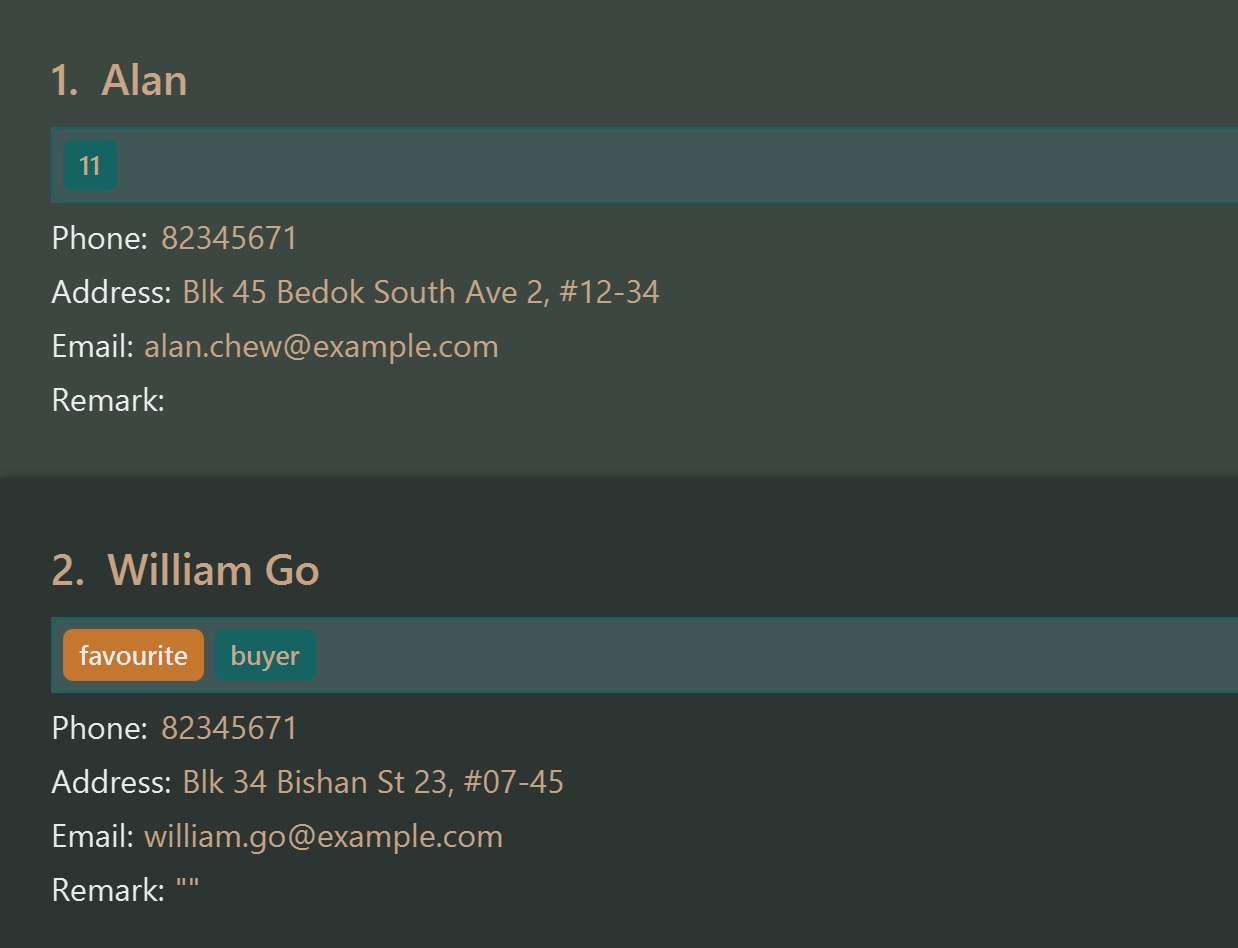 1. Alan
11
Phone: 82345671
Address: Blk 45 Bedok South Ave 2, #12-34
Email: alan.chew@example.com
Remark:
2. William Go
favourite buyer
Phone: 82345671
Address: Blk 34 Bishan St 23, #07-45
Email: william.go@example.com
Remark: ""